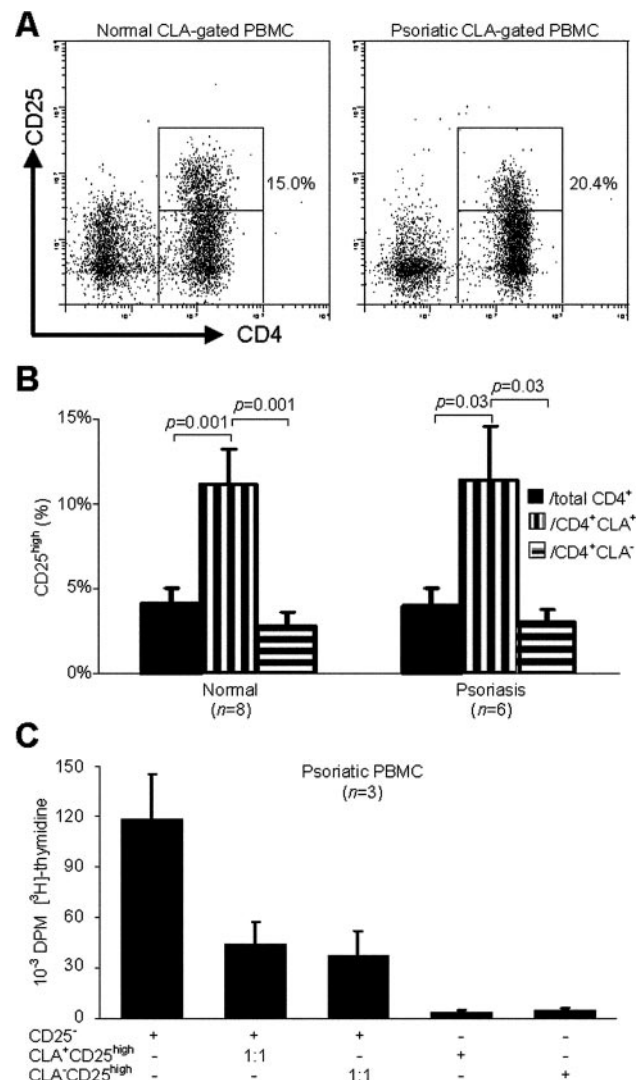 A
Normal CLA-gated PBMC
Psoriatic CLA-gated PBMC
CD25
15.0%
20.4%
CD4
B
p=0.001
p=0.001
p=0.03
p=0.03
15%
10%
5%
0%
CD25high (%)
/total CD4+
/CD4+CLA+
/CD4+CLA-
Normal
(n=8)
Psoriasis
(n=6)
C
Psoriatic PBMC
(n=3)
150
120
90
60
30
0
10-3 DPM [3H]-thymidine
CD25- + + + - -
CLA+CD25high - 1:1 - + -
CLA-CD25high - - 1:1 - +